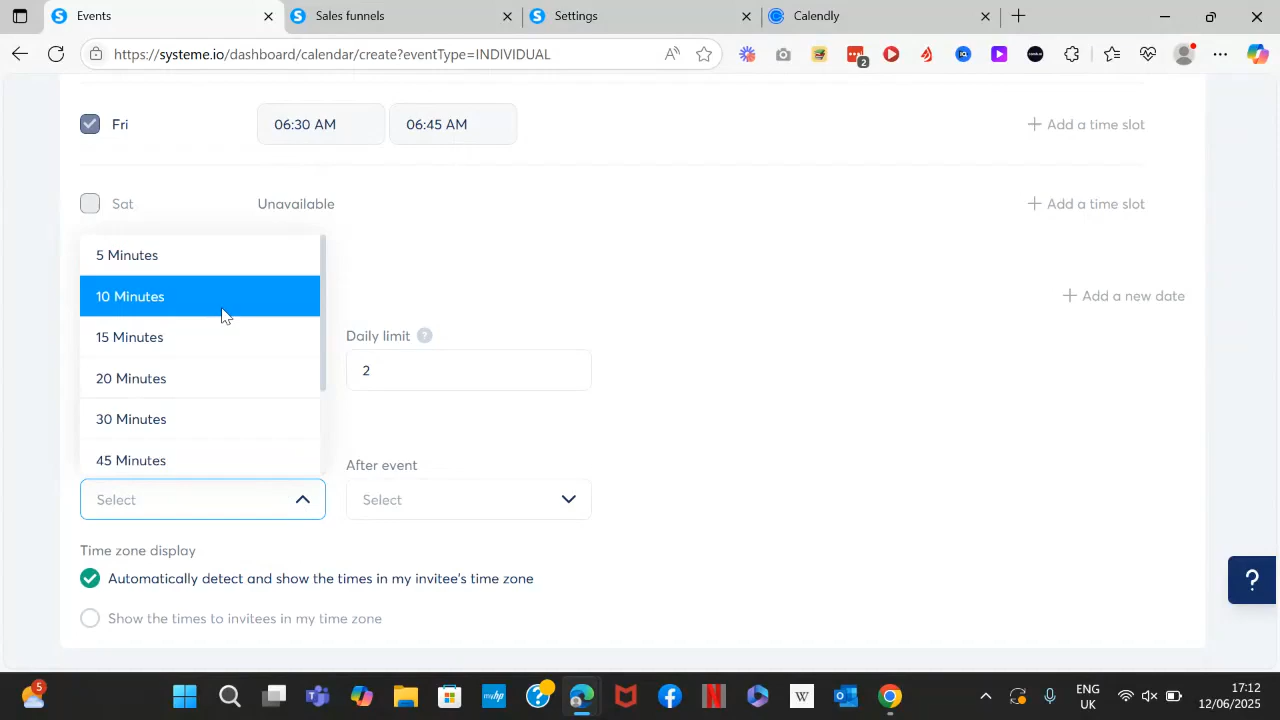 Events
Sales funnels
Settings
Calendly
https://systeme.io/dashboard/calendar/create?eventType=INDIVIDUAL
2
Fri
06:30 AM
06:45 AM
Add a time slot
Sat
Unavailable
Add a time slot
5 Minutes
10 Minutes
15 Minutes
20 Minutes
30 Minutes
45 Minutes
Add a new date
Daily limit ?
2
After event
Select
Select
Time zone display
Automatically detect and show the times in my invitee's time zone
Show the times to invitees in my time zone
?
5
ENG
UK
17:12
12/06/2025